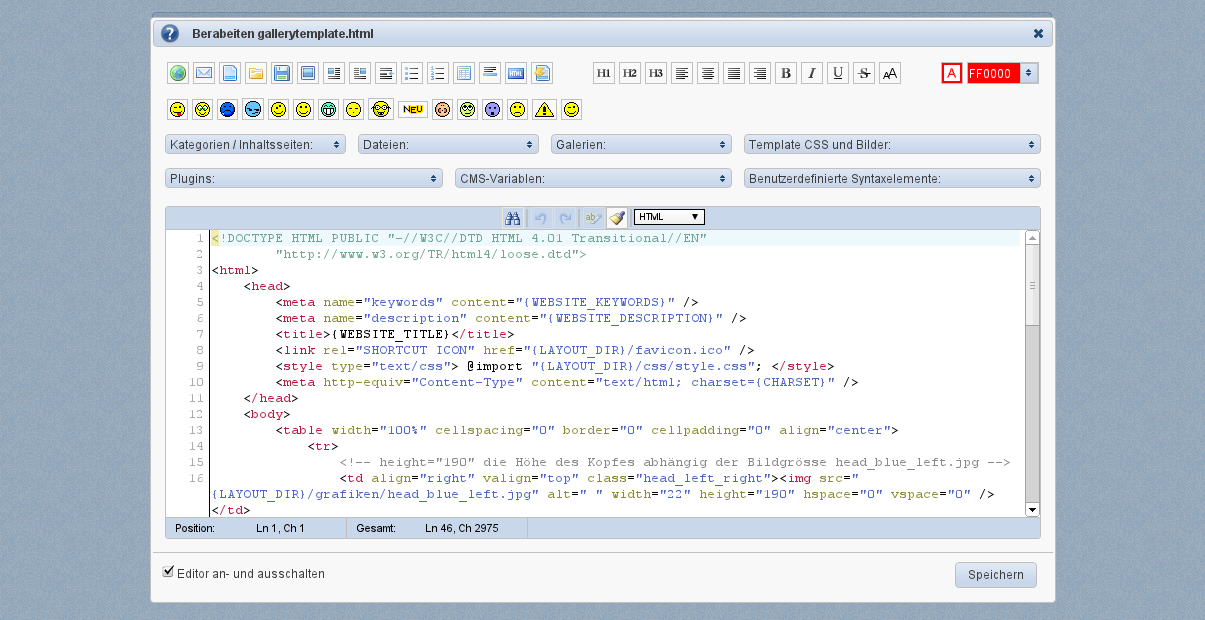 Berabeiten gallerytemplate.html
HTML H1 H2 H3 B I U S AA A FF0000
NEU
Kategorien / Inhaltsseiten: Dateien: Galerien: Template CSS und Bilder:
Plugins: CMS-Variablen: Benutzerdefinierte Syntaxelemente:
HTML
1 <!DOCTYPE HTML PUBLIC "-//W3C//DTD HTML 4.01 Transitional//EN"
2 "http://www.w3.org/TR/html4/loose.dtd">
3 <html>
4 <head>
5 <meta name="keywords" content="{WEBSITE_KEYWORDS}" />
6 <meta name="description" content="{WEBSITE_DESCRIPTION}" />
7 <title>{WEBSITE_TITLE}</title>
8 <link rel="SHORTCUT ICON" href="{LAYOUT_DIR}/favicon.ico" />
9 <style type="text/css"> @import "{LAYOUT_DIR}/css/style.css"; </style>
10 <meta http-equiv="Content-Type" content="text/html; charset={CHARSET}" />
11 </head>
12 <body>
13 <table width="100%" cellspacing="0" border="0" cellpadding="0" align="center">
14 <tr>
15 <!-- height="190" die Höhe des Kopfes abhängig der Bildgrösse head_blue_left.jpg -->
16 <td align="right" valign="top" class="head_left_right"><img src="
{LAYOUT_DIR}/grafiken/head_blue_left.jpg" alt=" " width="22" height="190" hspace="0" vspace="0" />
</td>
Position: Ln 1, Ch 1 Gesamt: Ln 46, Ch 2975
Editor an- und ausschalten
Speichern